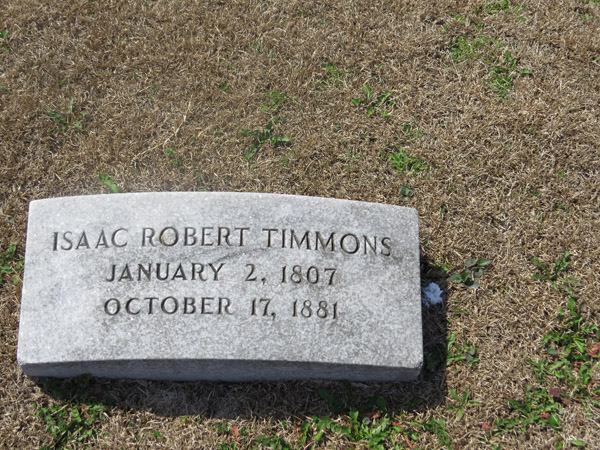 ISAAC ROBERT TIMMONS
JANUARY 2, 1807
OCTOBER 17, 1881